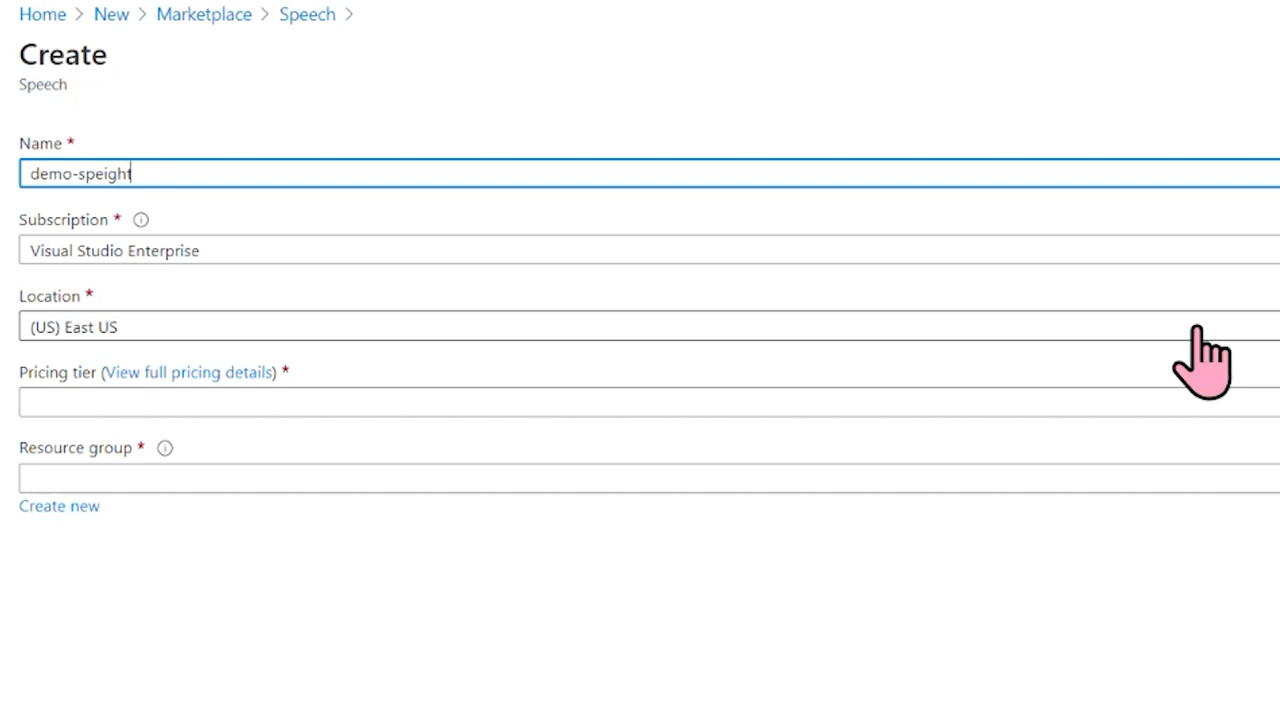 Home > New > Marketplace > Speech >
Create
Speech
Name *
demo-speight
Subscription *
Visual Studio Enterprise
Location *
(US) East US
Pricing tier (View full pricing details) *
Resource group *
Create new